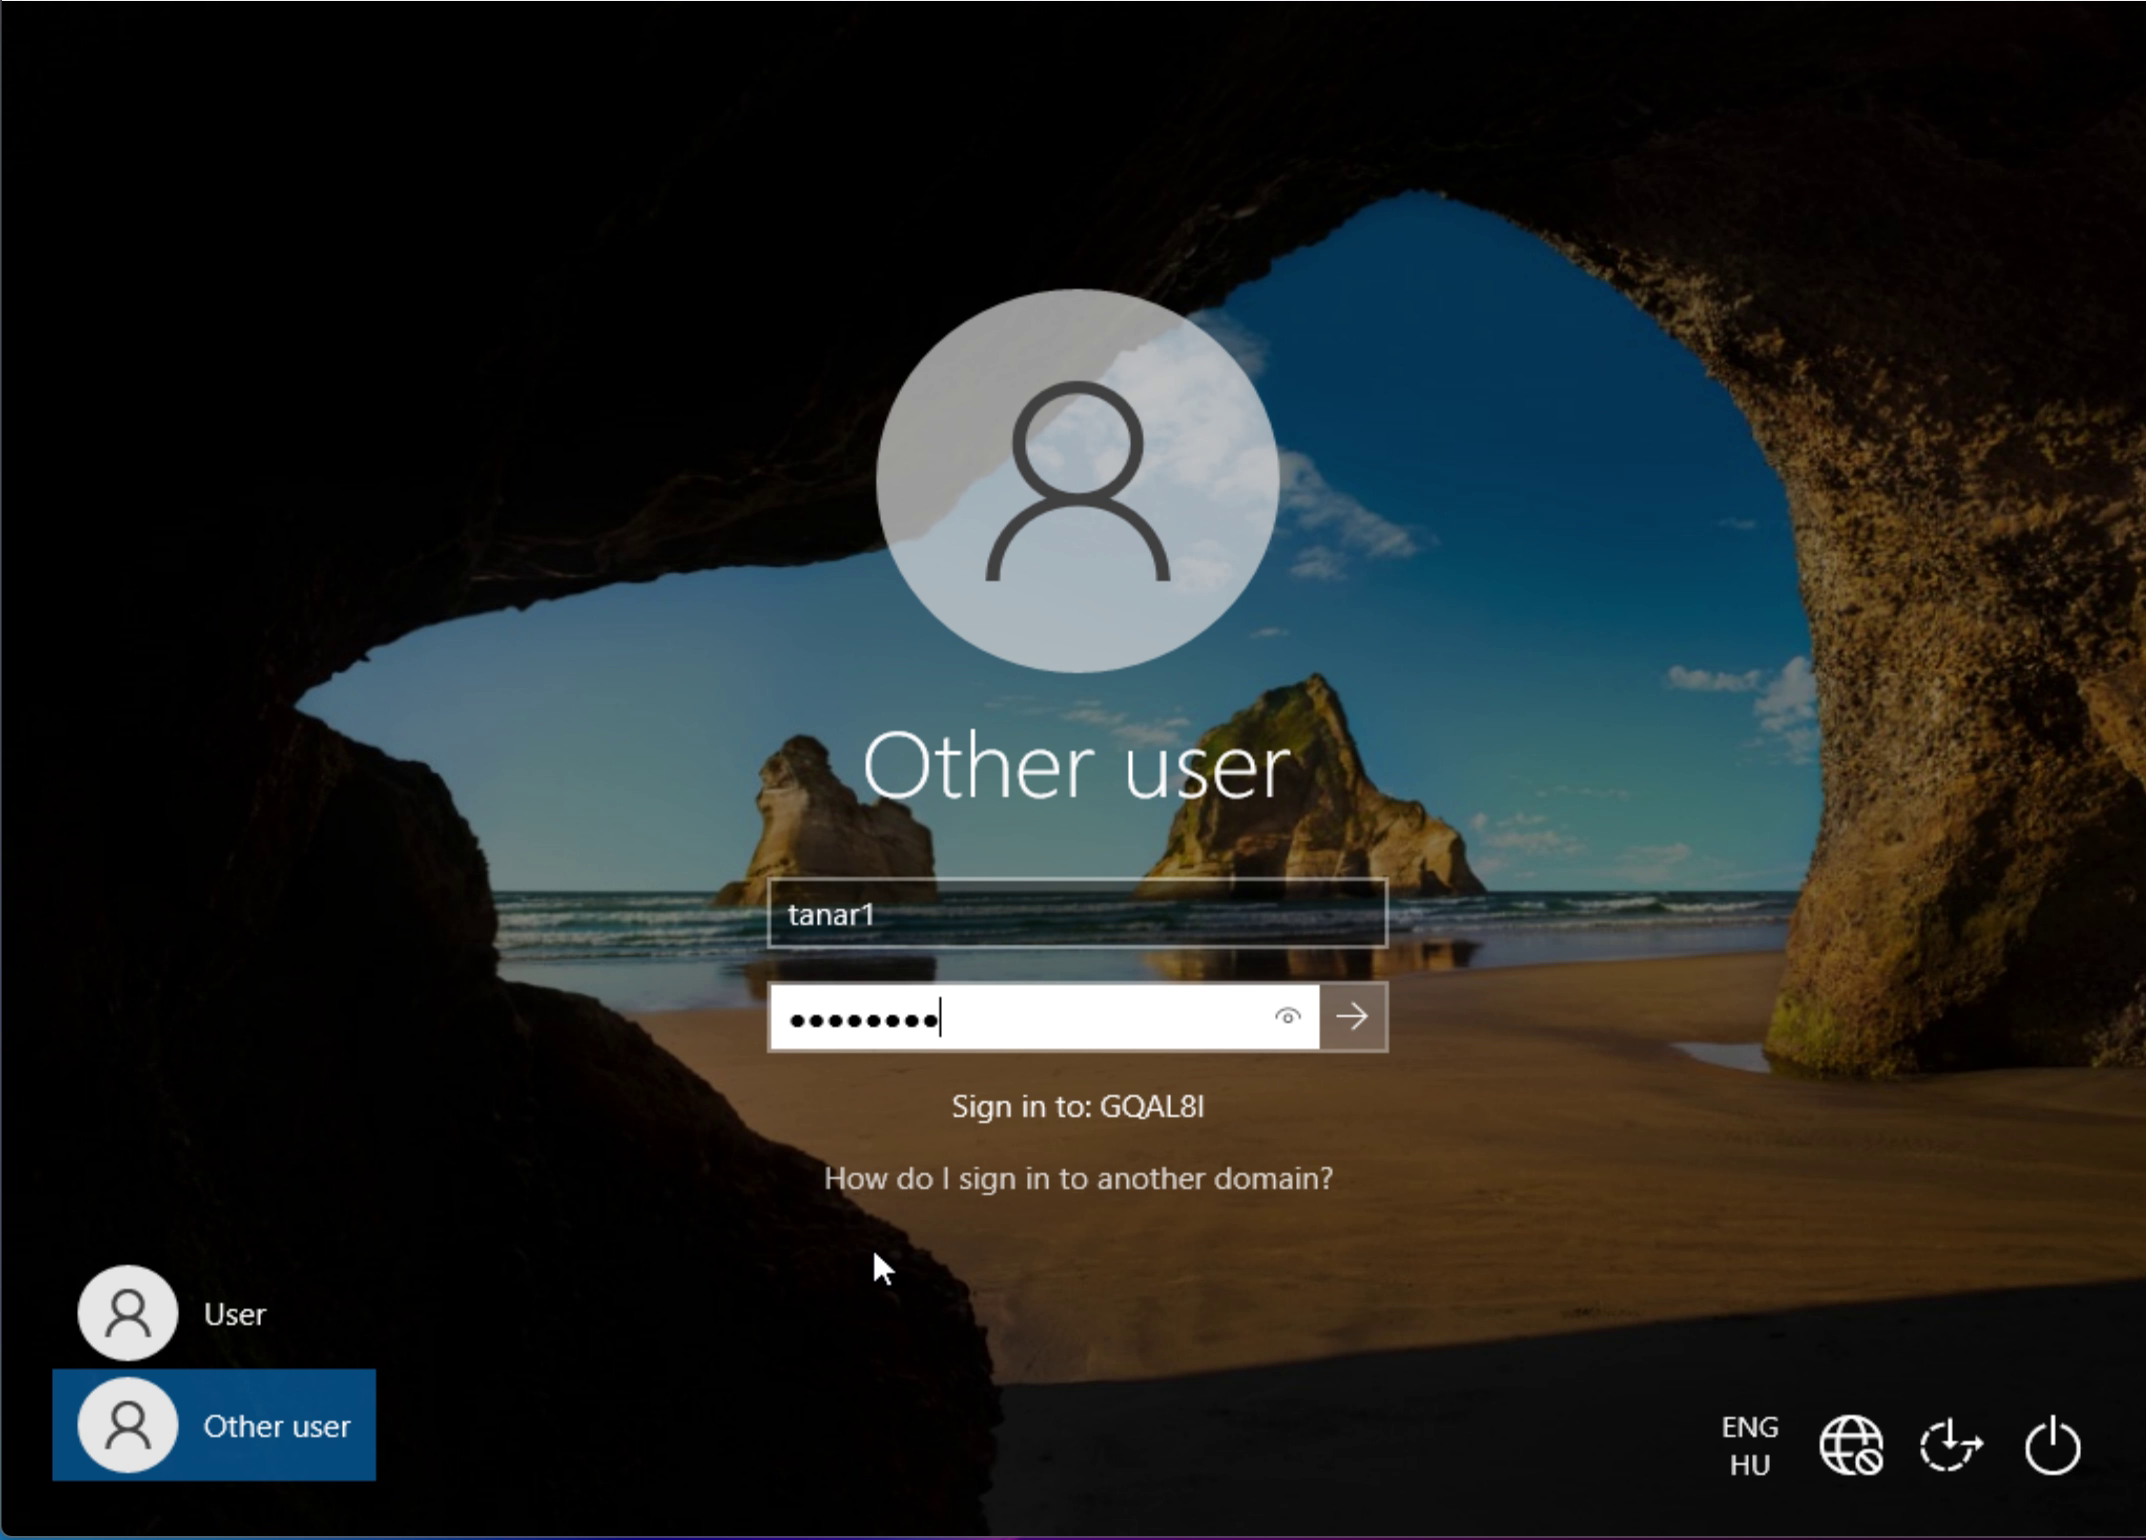 Other user
tanar1
Sign in to: GQAL8I
How do I sign in to another domain?
User
Other user
ENG
HU